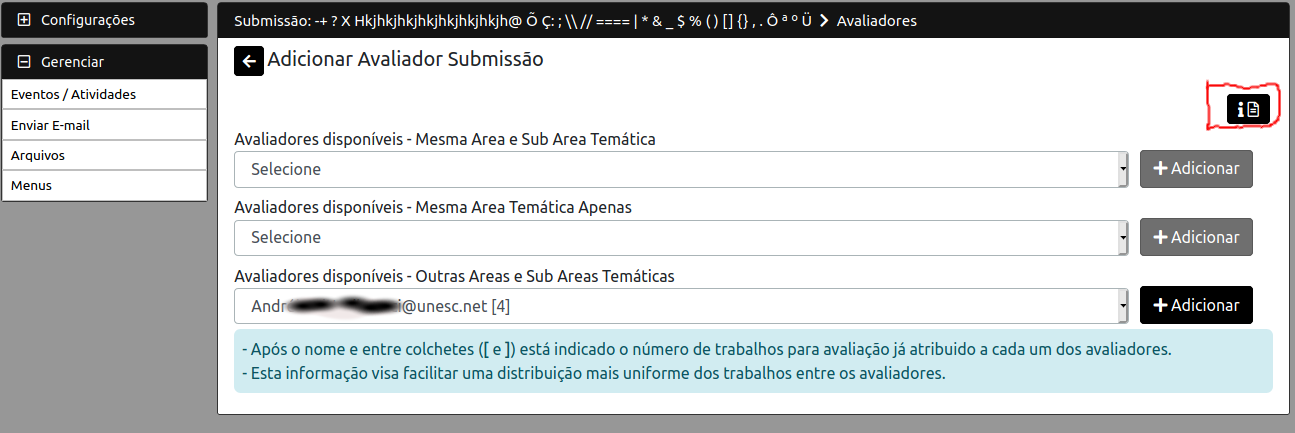 Configurações
Gerenciar
Eventos / Atividades
Enviar E-mail
Arquivos
Menus
Submissão: -+ ? X Hkjhkjhkjhkjhkjhkjhkjh@ Õ Ç: ; \\ // ==== | * & _ $ % ( ) [ ] {} , . Ô ª º Ü > Avaliadores
Adicionar Avaliador Submissão
Avaliadores disponíveis - Mesma Area e Sub Area Temática
Selecione
Adicionar
Avaliadores disponíveis - Mesma Area Temática Apenas
Selecione
Adicionar
Avaliadores disponíveis - Outras Areas e Sub Areas Temáticas
@unesc.net [4]
Adicionar
- Após o nome e entre colchetes ([ e ]) está indicado o número de trabalhos para avaliação já atribuido a cada um dos avaliadores.
- Esta informação visa facilitar uma distribuição mais uniforme dos trabalhos entre os avaliadores.